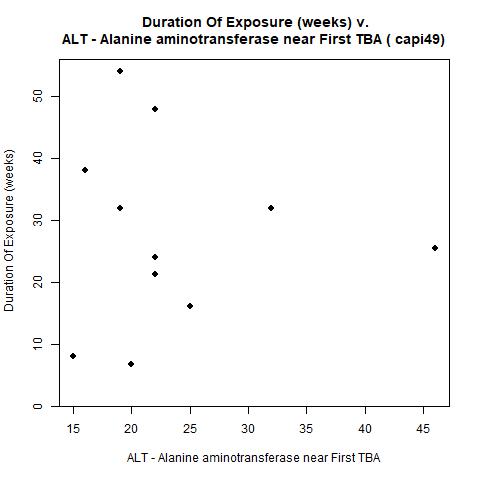 Duration Of Exposure (weeks) v.
ALT - Alanine aminotransferase near First TBA ( capi49)
Duration Of Exposure (weeks)
50
40
30
20
10
0
15 20 25 30 35 40 45
ALT - Alanine aminotransferase near First TBA